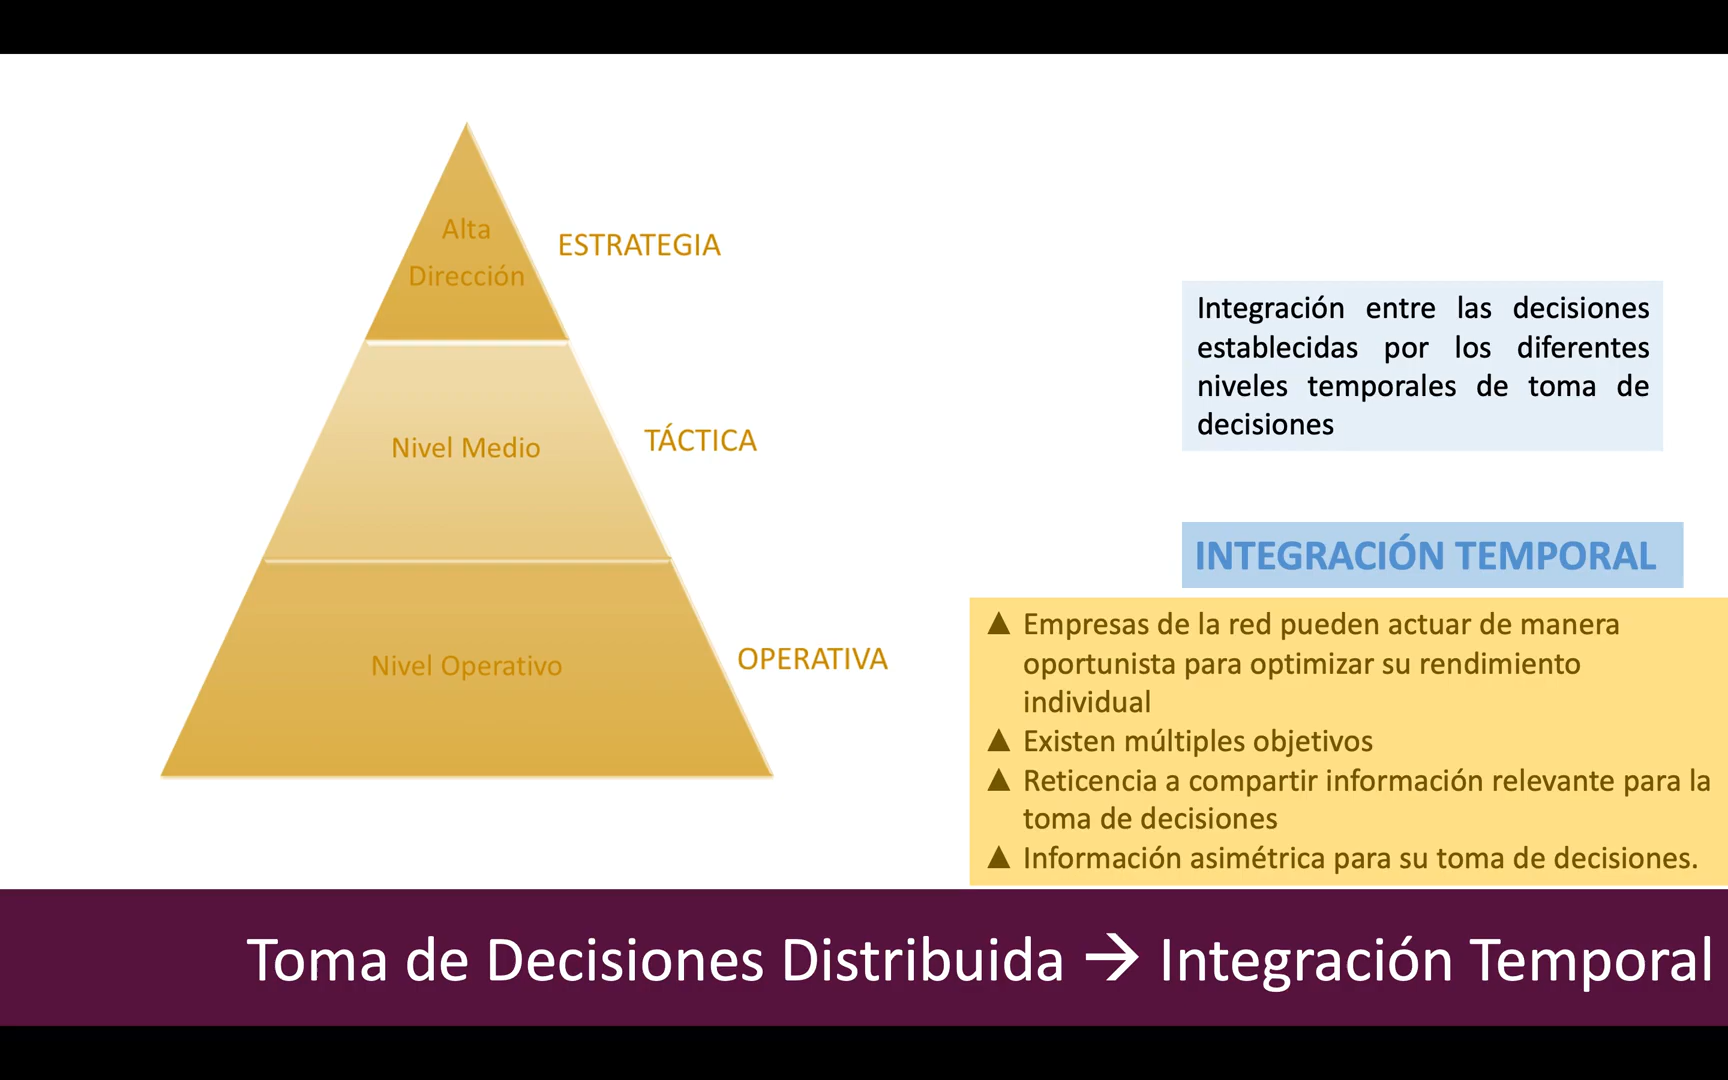 Alta
Dirección
ESTRATEGIA
Nivel Medio
TÁCTICA
Nivel Operativo
OPERATIVA
Integración entre las decisiones
establecidas por los diferentes
niveles temporales de toma de
decisiones
INTEGRACIÓN TEMPORAL
▲ Empresas de la red pueden actuar de manera
oportunista para optimizar su rendimiento
individual
▲ Existen múltiples objetivos
▲ Reticencia a compartir información relevante para la
toma de decisiones
▲ Información asimétrica para su toma de decisiones.
Toma de Decisiones Distribuida → Integración Temporal